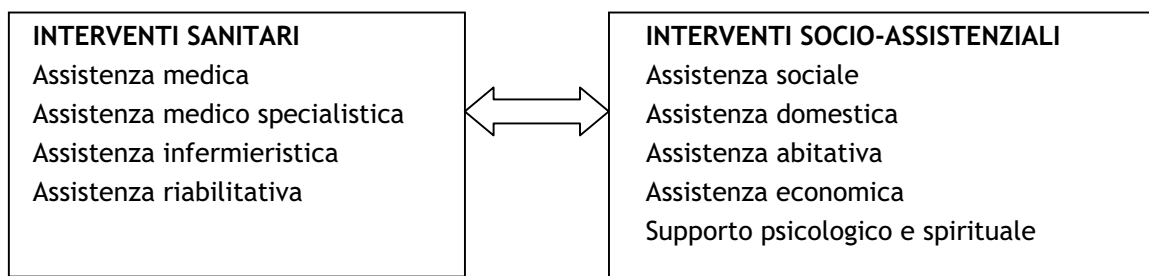 INTERVENTI SANITARI
Assistenza medica
Assistenza medico specialistica
Assistenza infermieristica
Assistenza riabilitativa
INTERVENTI SOCIO-ASSISTENZIALI
Assistenza sociale
Assistenza domestica
Assistenza abitativa
Assistenza economica
Supporto psicologico e spirituale